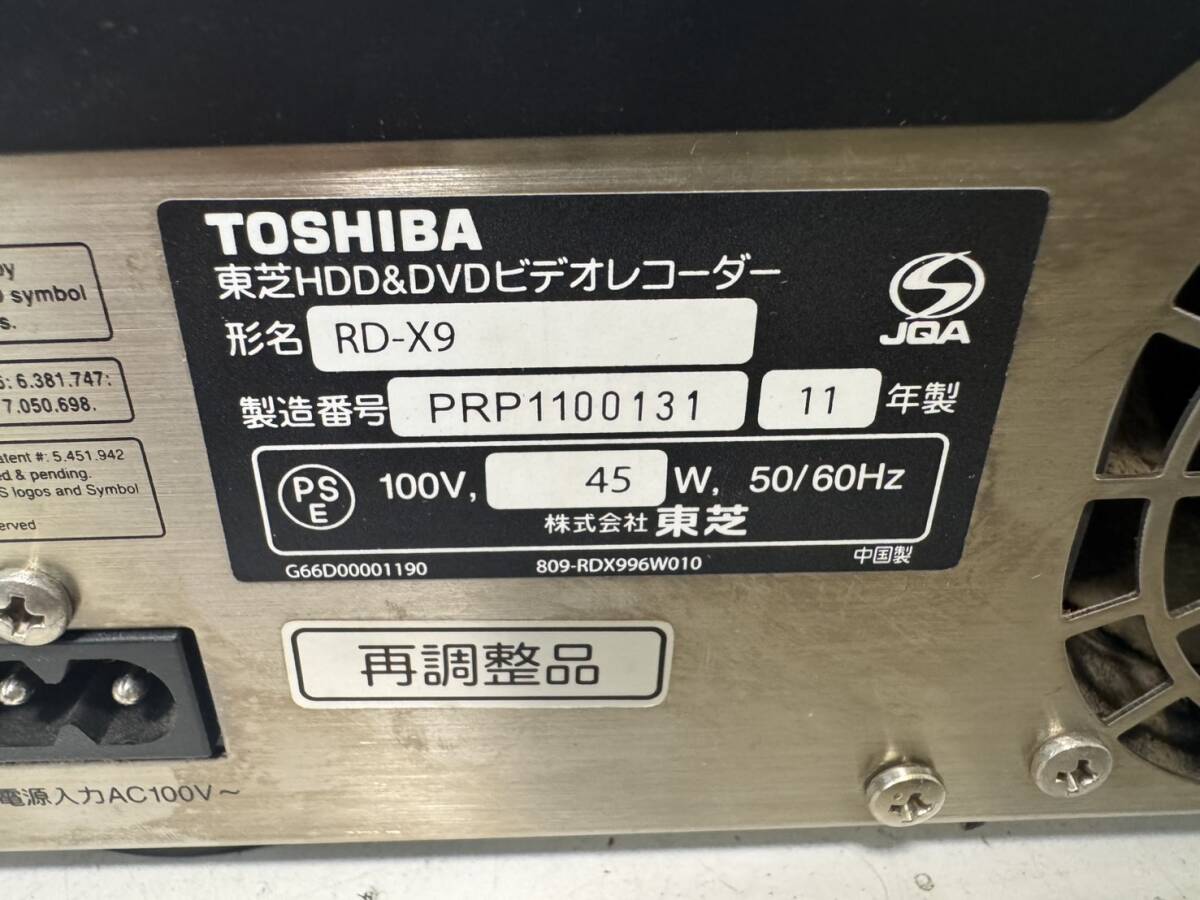 by
symbol
s.
6.381.747:
7.050.698.
atent #: 5.451.942
ed & pending.
S logos and Symbol
erved
TOSHIBA
東芝HDD&DVDビデオレコーダー
JQA
形名 RD-X9
製造番号 PRP1100131 11 年製
PS
E
100V, 45 W, 50/60Hz
株式会社 東芝
G66D00001190 809-RDX996W010 中国製
再調整品
電源入力AC100V～